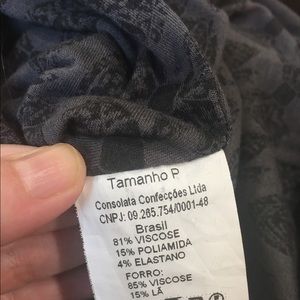 Tamanho P
Consolata Confecções Ltda
CNPJ: 09.265.754/0001-48
Brasil
81% VISCOSE
15% POLIAMIDA
4% ELASTANO
FORRO:
85% VISCOSE
15% LÃ